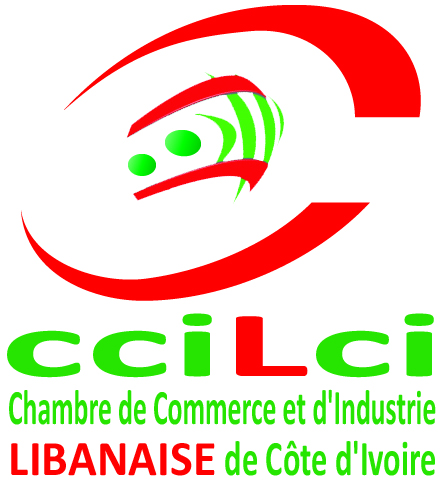 cciLci
Chambre de Commerce et d'Industrie
LIBANAISE de Côte d'Ivoire